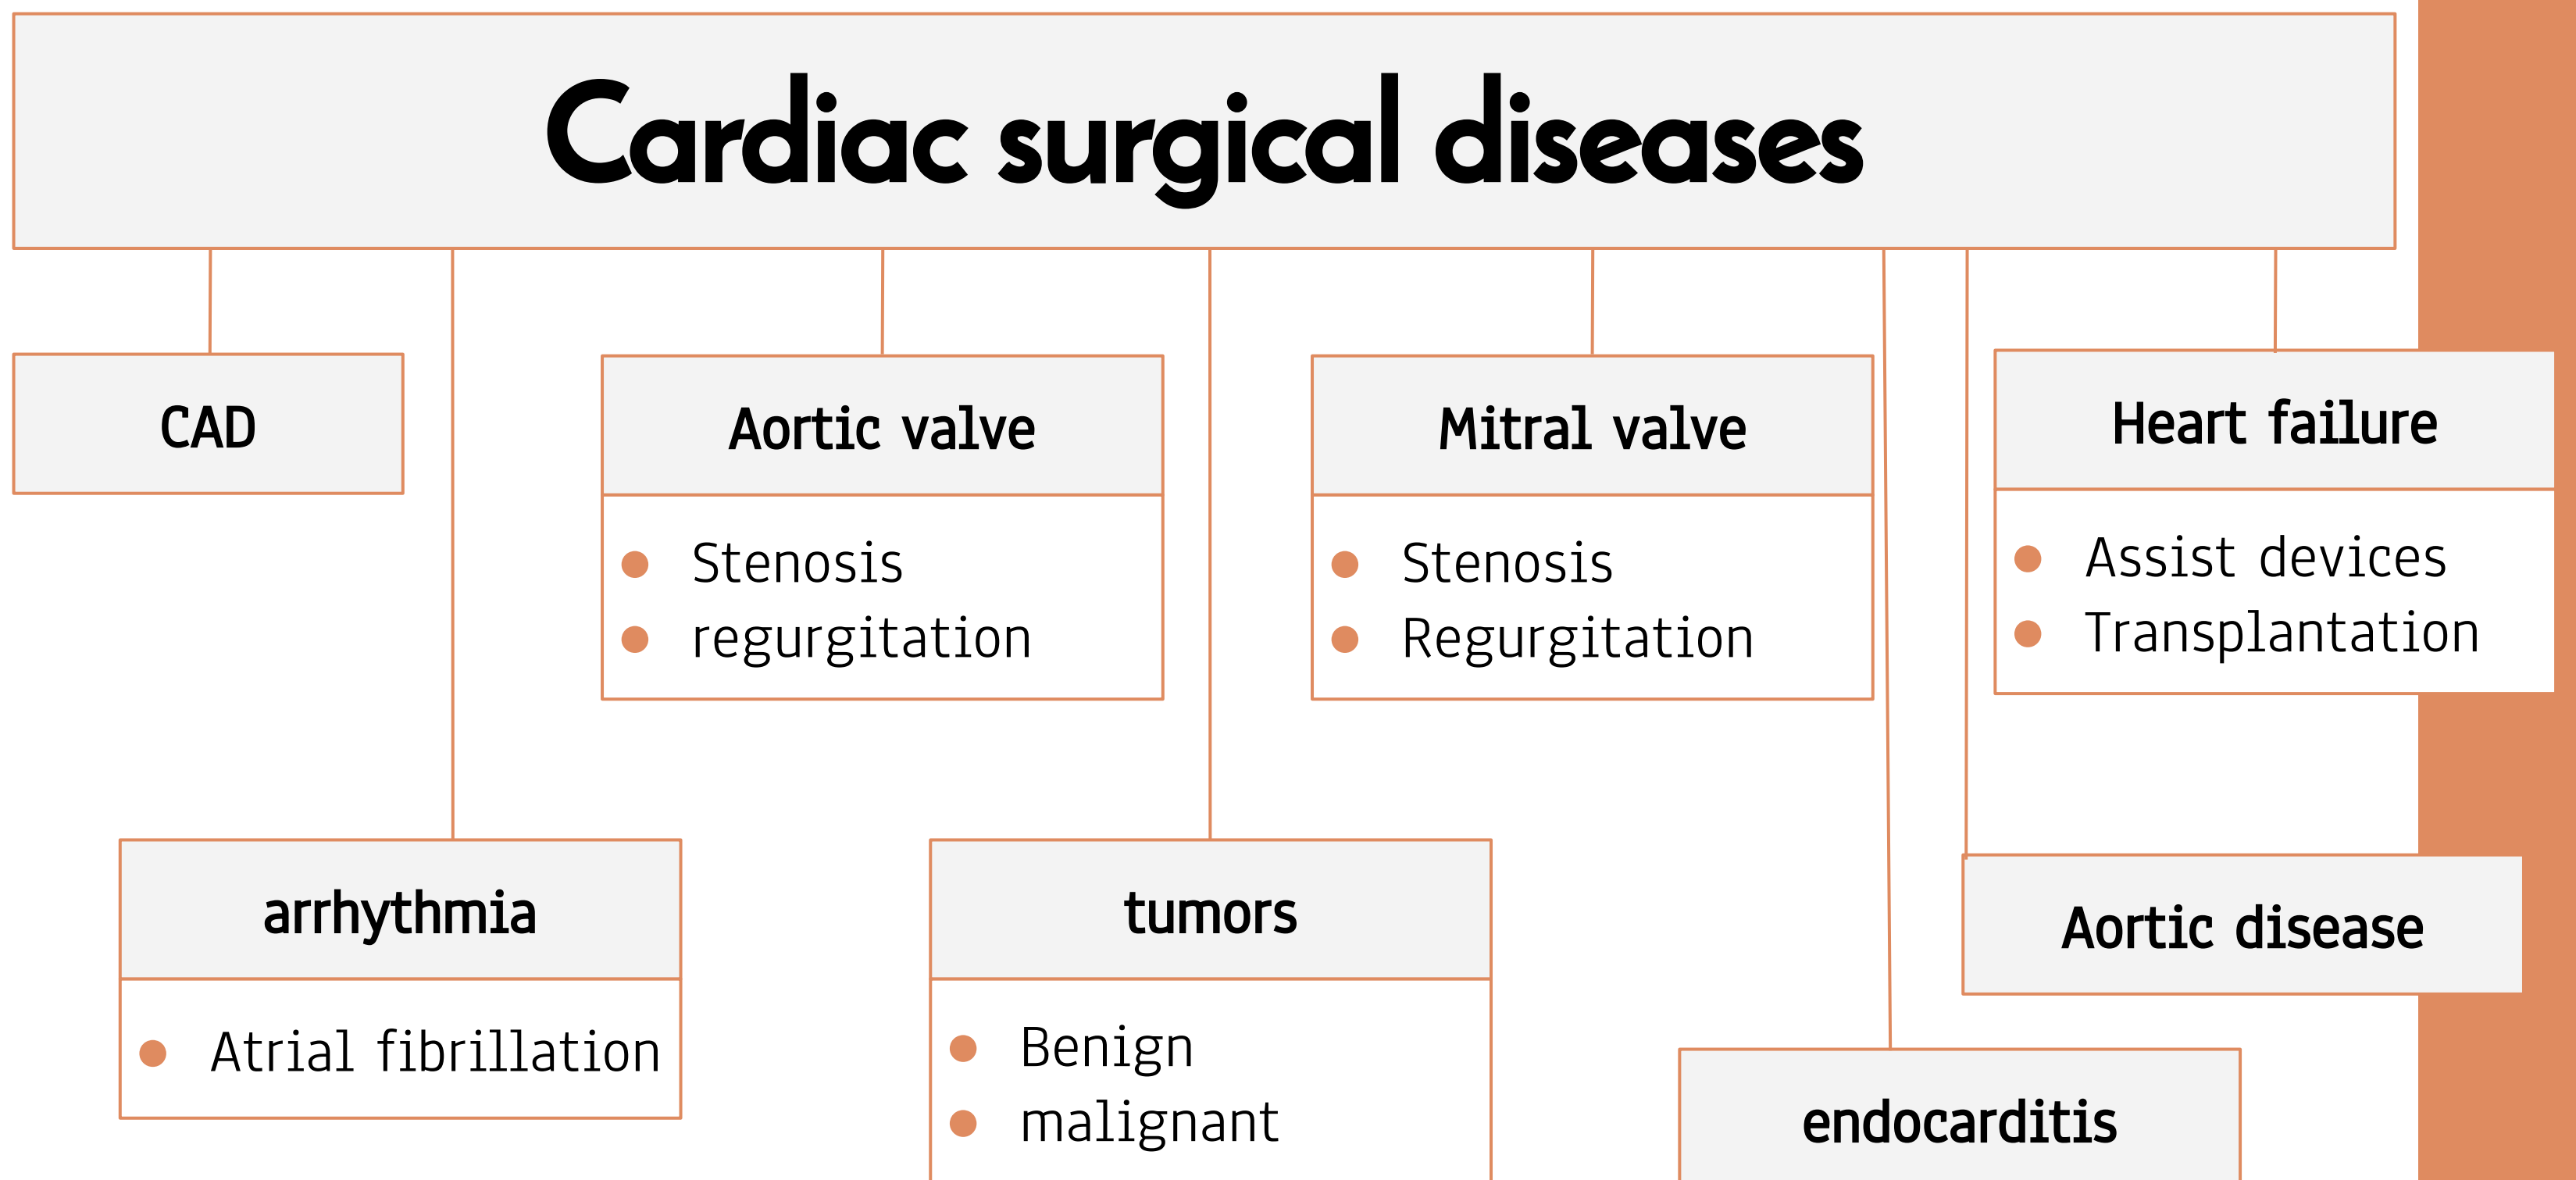 Cardiac surgical diseases
CAD
Aortic valve
Stenosis
regurgitation
Mitral valve
Stenosis
Regurgitation
Heart failure
Assist devices
Transplantation
arrhythmia
Atrial fibrillation
tumors
Benign
malignant
Aortic disease
endocarditis